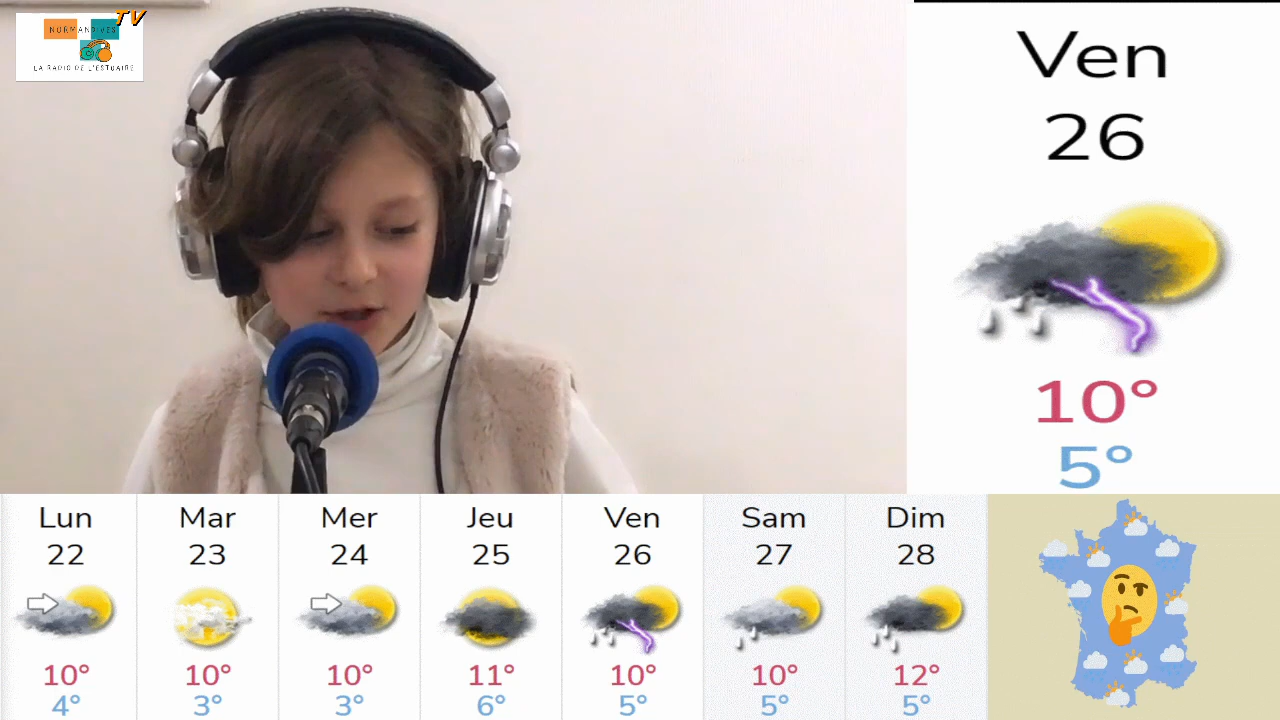 TV
NORMANDIVES
LA RADIO DE L'ESTUAIRE
Ven
26
10°
5°
Lun
22
10°
4°
Mar
23
10°
3°
Mer
24
10°
3°
Jeu
25
11°
6°
Ven
26
10°
5°
Sam
27
10°
5°
Dim
28
12°
5°